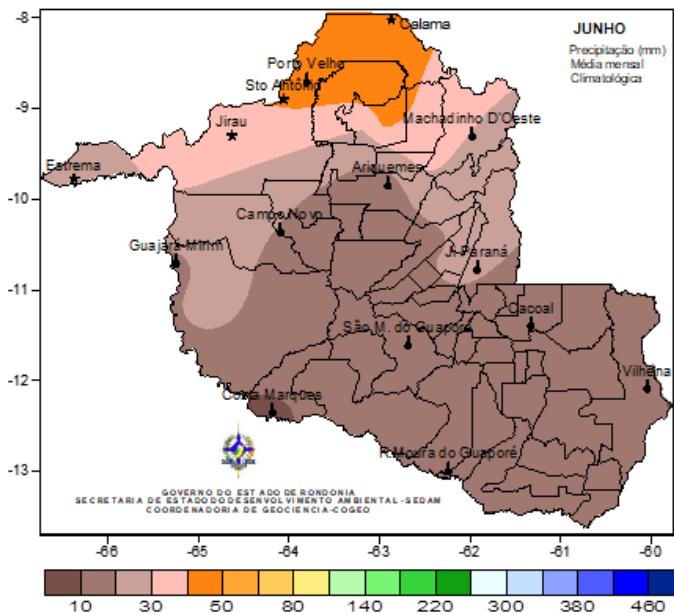 -8
-9
-10
-11
-12
-13
JUNHO
Precipitação (mm)
Média mensal
Climatológica
Calama
Porto Velho
Sto Antônio
Jirau
Machadinho D'Oeste
Estrema
Ariquemes
Campo Novo
Guajará-Mirim
Ji-Paraná
Cacoal
São M. do Guaporé
Vilhena
Costa Marques
R.Moura do Guaporé
GOVERNO DO ESTADO DE RONDONIA
SECRETARIA DE ESTADO DO DESENVOLVIMENTO AMBIENTAL -SEDAM
COORDENADORIA DE GEOCIENCIA-COGEO
-66 -65 -64 -63 -62 -61 -60
10 30 50 80 140 220 300 380 460